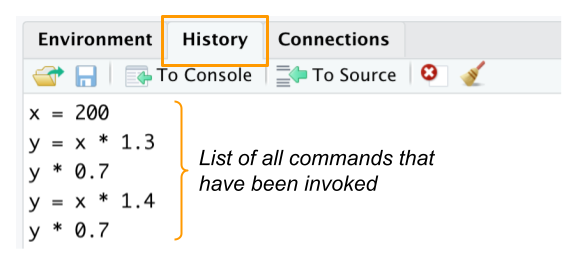 Environment History Connections
To Console To Source
x = 200
y = x * 1.3
y * 0.7
y = x * 1.4
y * 0.7
List of all commands that
have been invoked